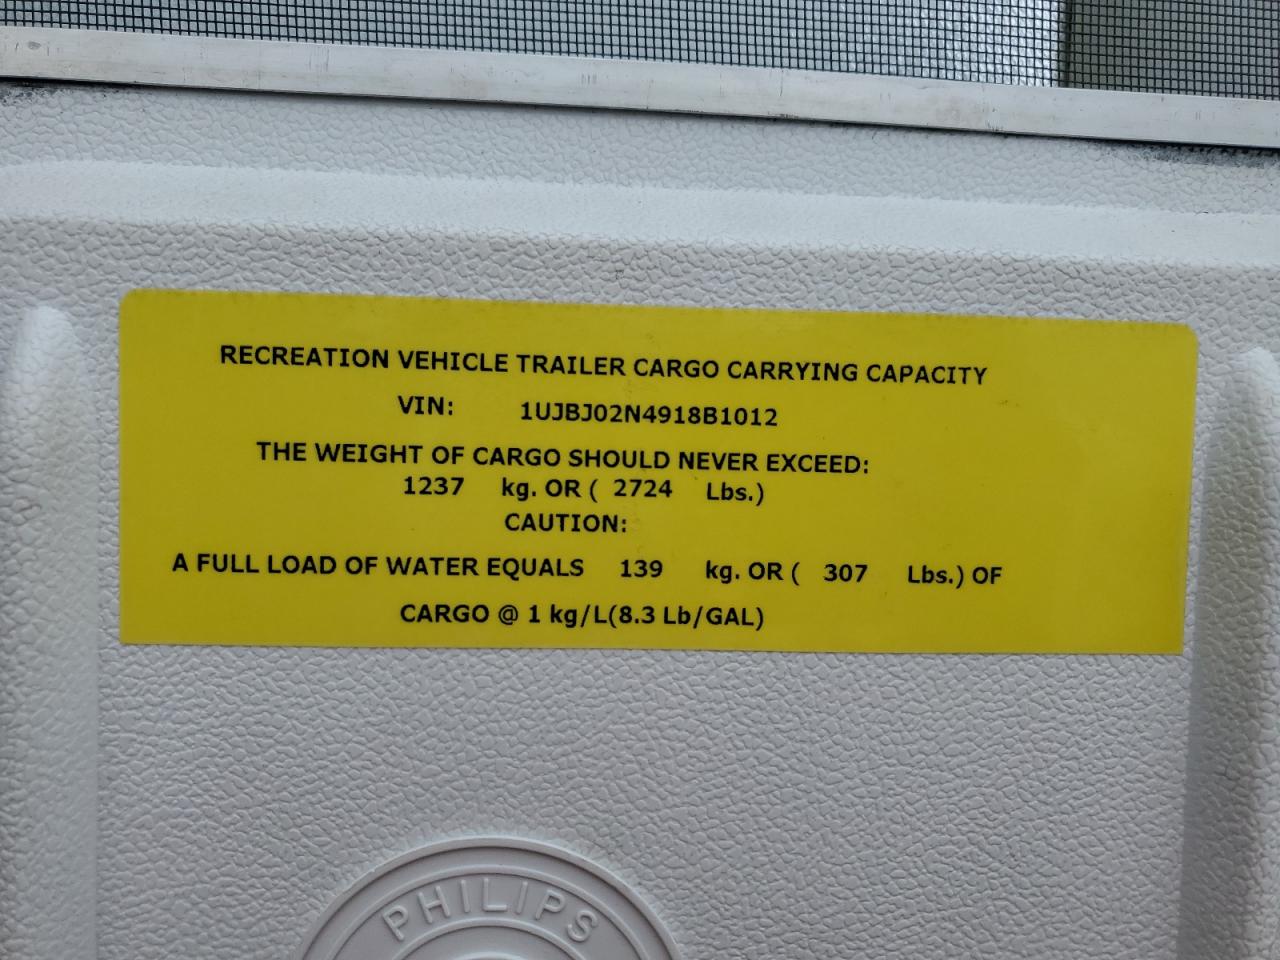 RECREATION VEHICLE TRAILER CARGO CARRYING CAPACITY
VIN: 1UJBJ02N4918B1012
THE WEIGHT OF CARGO SHOULD NEVER EXCEED:
1237 kg. OR ( 2724 Lbs.)
CAUTION:
A FULL LOAD OF WATER EQUALS 139 kg. OR ( 307 Lbs.) OF
CARGO @ 1 kg/L(8.3 Lb/GAL)
PHILIPS